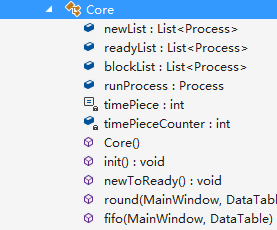 Core
newList : List<Process>
readyList : List<Process>
blockList : List<Process>
runProcess : Process
timePiece : int
timePieceCounter : int
Core()
init() : void
newToReady() : void
round(MainWindow, DataTable
fifo(MainWindow, DataTable)